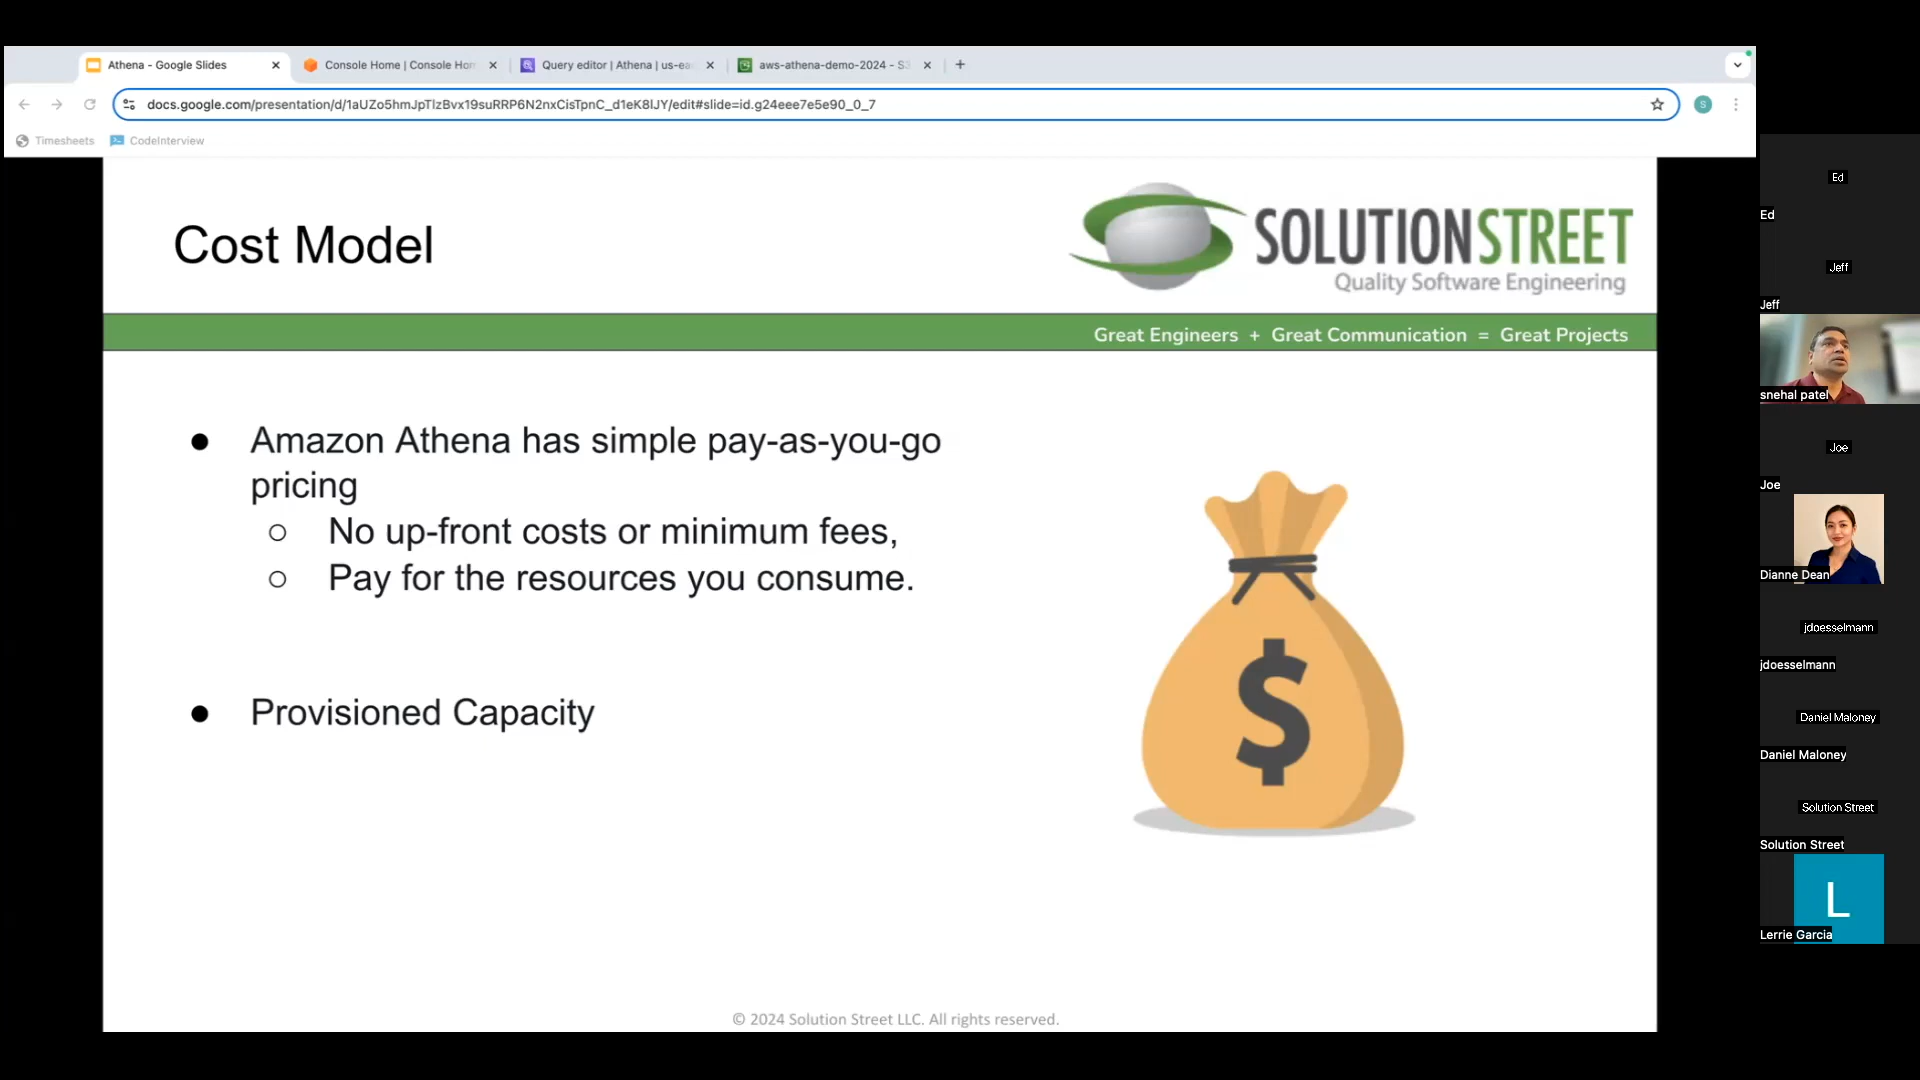 Athena - Google Slides
Console Home | Console Hom
Query editor | Athena | us-ea
aws-athena-demo-2024 - S3
docs.google.com/presentation/d/1aUZo5hmJpTlzBvx19suRRP6N2nxCisTpnC_d1eK8lJY/edit#slide=id.g24eee7e5e90_0_7
S
Timesheets
CodeInterview
Cost Model
SOLUTIONSTREET
Quality Software Engineering
Great Engineers + Great Communication = Great Projects
● Amazon Athena has simple pay-as-you-go
pricing
○ No up-front costs or minimum fees,
○ Pay for the resources you consume.
● Provisioned Capacity
$
© 2024 Solution Street LLC. All rights reserved.
Ed
Ed
Jeff
Jeff
snehal patel
Joe
Joe
Dianne Dean
jdoesselmann
jdoesselmann
Daniel Maloney
Daniel Maloney
Solution Street
Solution Street
L
Lerrie Garcia